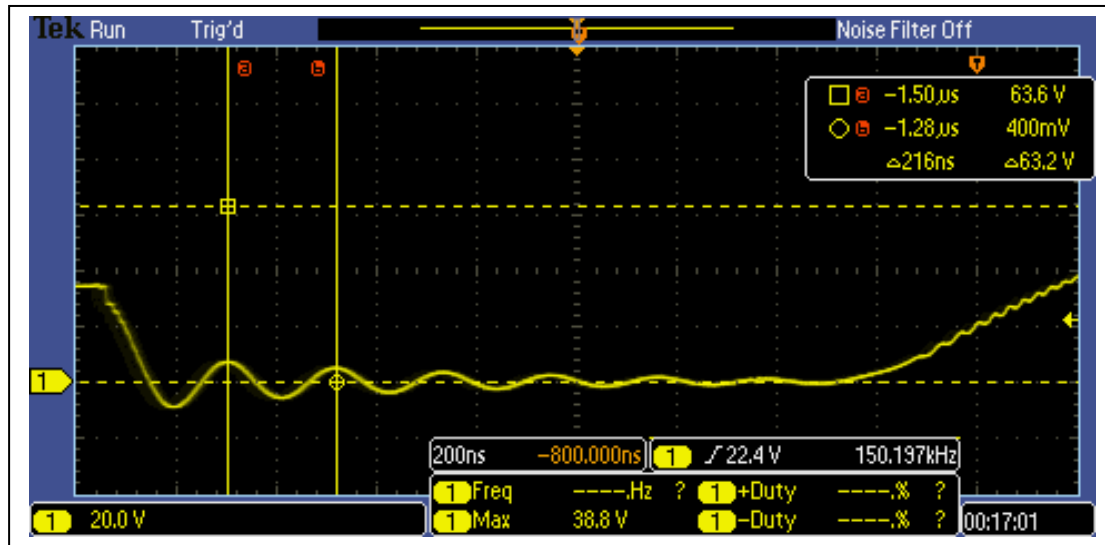 Tek Run Trig'd Noise Filter Off
T
a b T
a −1.50µs 63.6 V
b −1.28µs 400mV
△216ns △63.2 V
1
200ns −800.000ns 1 22.4 V 150.197kHz
1 Freq ----.Hz ? 1 +Duty ----.% ?
1 20.0 V 1 Max 38.8 V 1 −Duty ----.% ? 00:17:01